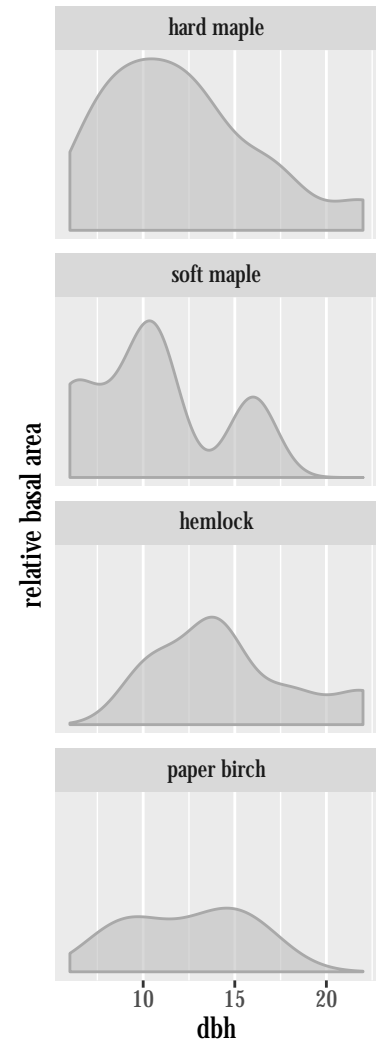 hard maple
soft maple
hemlock
paper birch
relative basal area
10 15 20
dbh